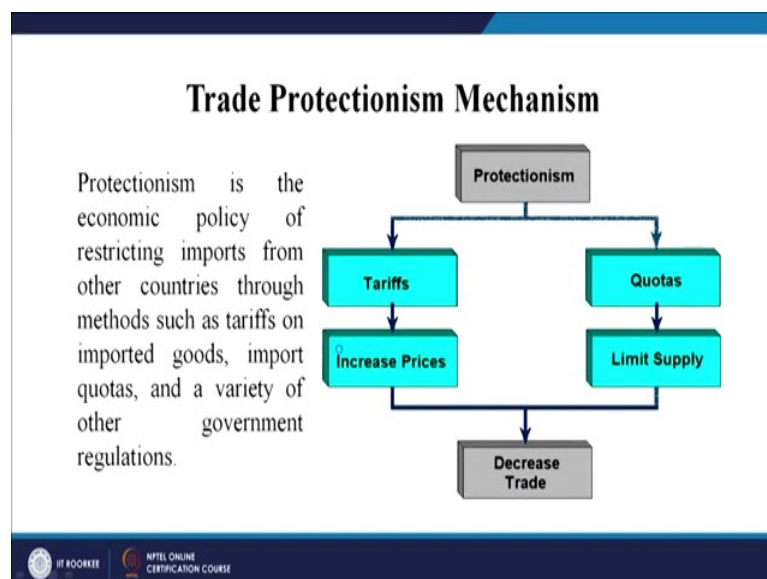 Trade Protectionism Mechanism
Protectionism is the
economic policy of
restricting imports from
other countries through
methods such as tariffs on
imported goods, import
quotas, and a variety of
other government
regulations.
Protectionism
Tariffs
Quotas
Increase Prices
Limit Supply
Decrease
Trade
IIT ROORKEE
NPTEL ONLINE
CERTIFICATION COURSE